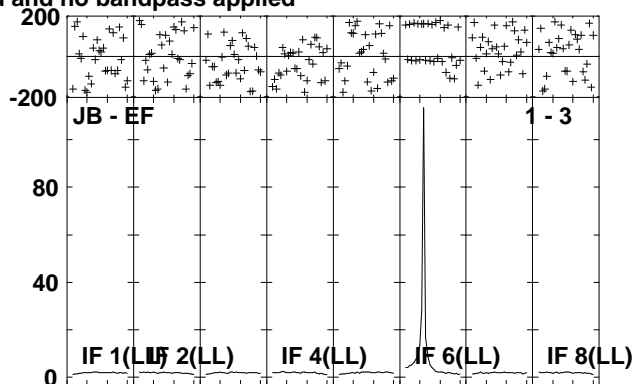 and no bandpass applied
200
-200
JB - EF 1 - 3
80
40
IF 1(LL) IF 2(LL) IF 4(LL) IF 6(LL) IF 8(LL)
0